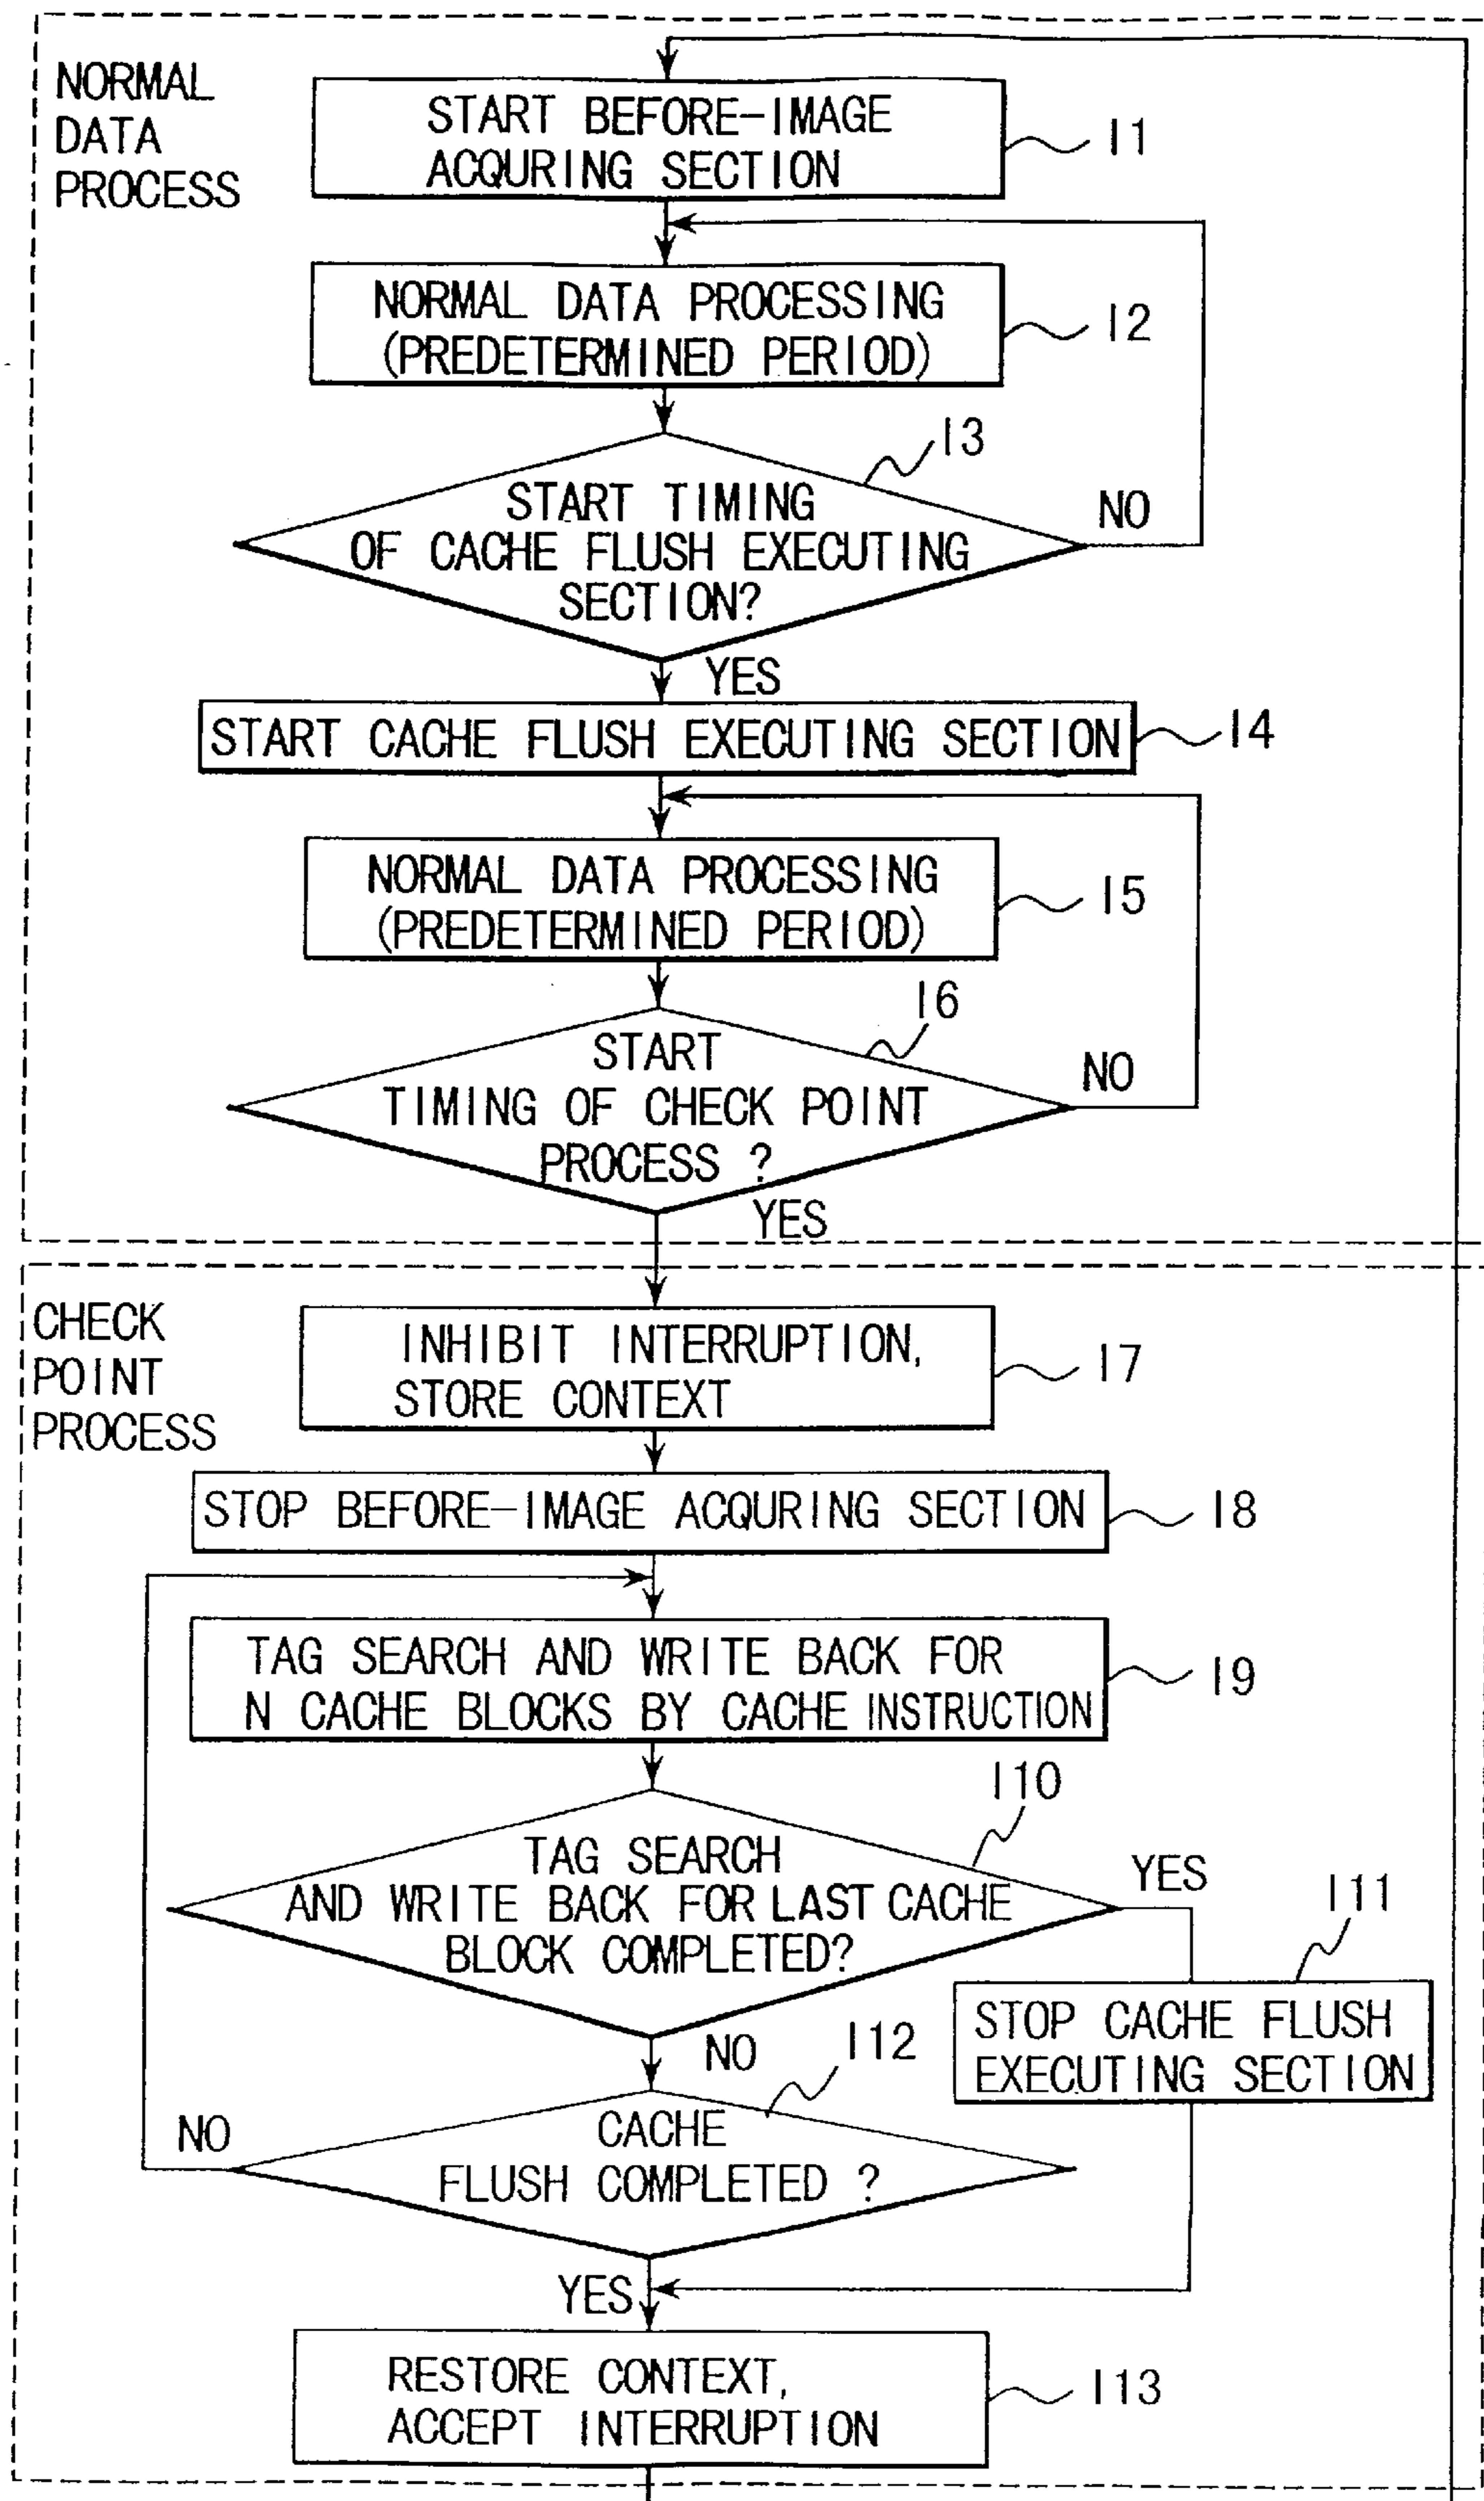 NORMAL
DATA
PROCESS
START BEFORE-IMAGE
ACQURING SECTION
I1
NORMAL DATA PROCESSING
(PREDETERMINED PERIOD)
I2
I3
START TIMING
OF CACHE FLUSH EXECUTING
SECTION?
NO
YES
START CACHE FLUSH EXECUTING SECTION
I4
NORMAL DATA PROCESSING
(PREDETERMINED PERIOD)
I5
I6
START
TIMING OF CHECK POINT
PROCESS ?
NO
YES
CHECK
POINT
PROCESS
INHIBIT INTERRUPTION,
STORE CONTEXT
I7
STOP BEFORE-IMAGE ACQURING SECTION
I8
TAG SEARCH AND WRITE BACK FOR
N CACHE BLOCKS BY CACHE INSTRUCTION
I9
I10
TAG SEARCH
AND WRITE BACK FOR LAST CACHE
BLOCK COMPLETED?
YES
I11
STOP CACHE FLUSH
EXECUTING SECTION
NO
I12
CACHE
FLUSH COMPLETED ?
NO
YES
RESTORE CONTEXT,
ACCEPT INTERRUPTION
I13